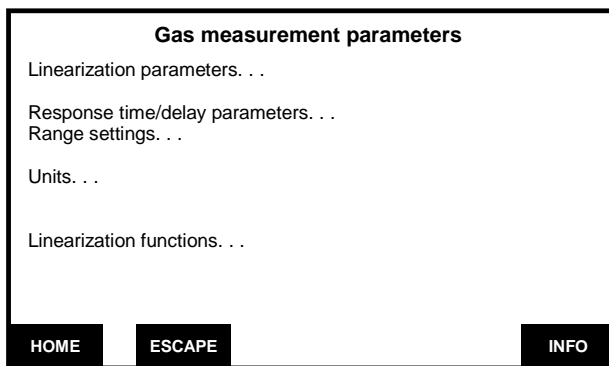 Gas measurement parameters
Linearization parameters. . .
Response time/delay parameters. . .
Range settings. . .
Units. . .
Linearization functions. . .
HOME ESCAPE INFO